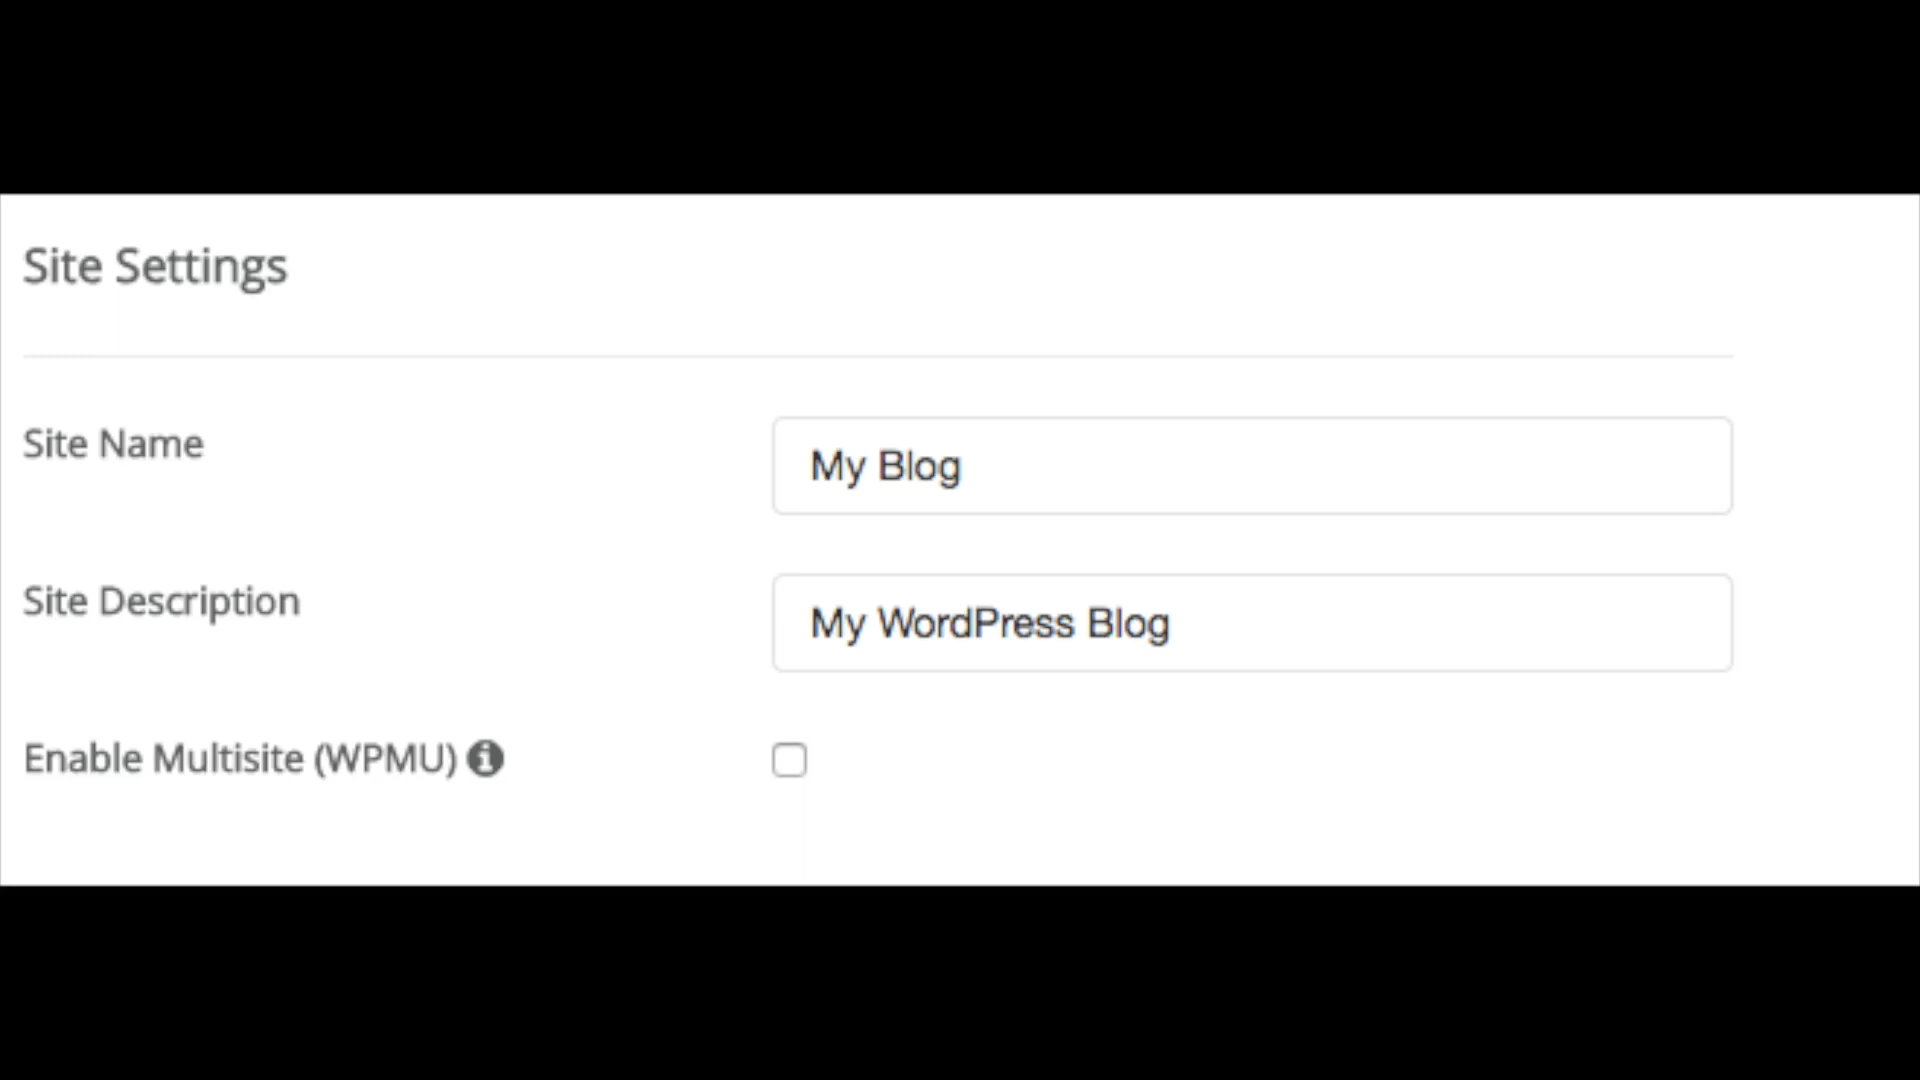 Site Settings
Site Name
My Blog
Site Description
My WordPress Blog
Enable Multisite (WPMU)